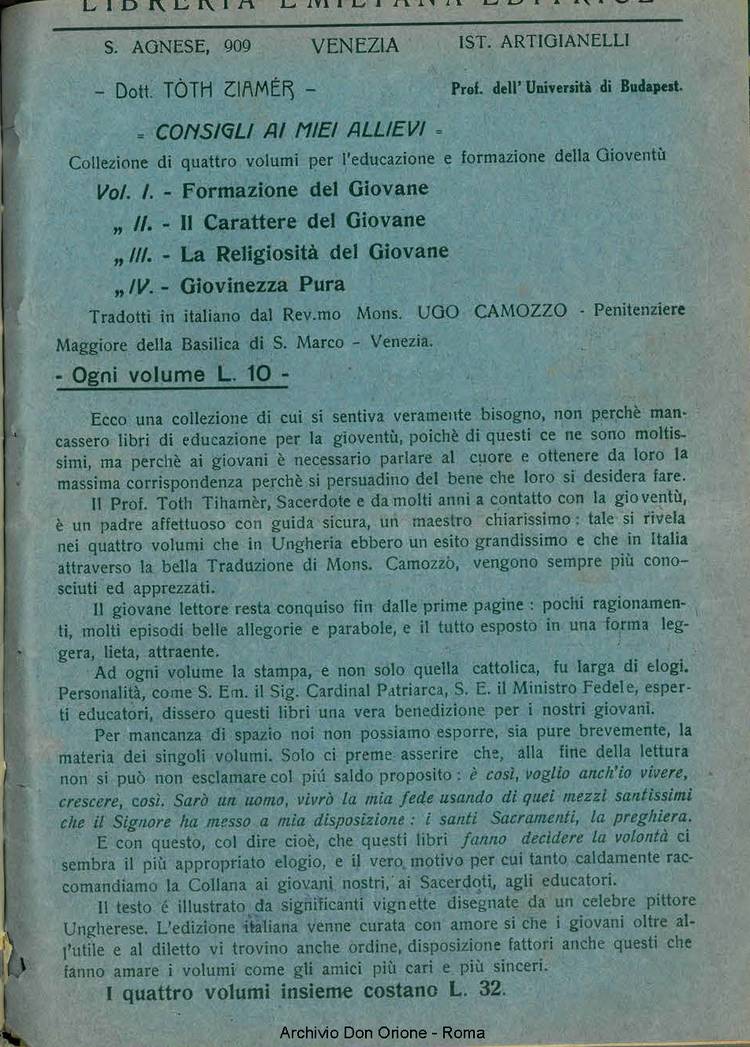 LIBRERIA EMILIANA EDITRICE
S. AGNESE, 909 VENEZIA IST. ARTIGIANELLI
- Dott. TÒTH TIAMÉR - Prof. dell' Università di Budapest.
= CONSIGLI AI MIEI ALLIEVI =
Collezione di quattro volumi per l'educazione e formazione della Gioventù
Vol. I. - Formazione del Giovane
„ II. - Il Carattere del Giovane
„ III. - La Religiosità del Giovane
„ IV. - Giovinezza Pura
Tradotti in italiano dal Rev.mo Mons. UGO CAMOZZO - Penitenziere
Maggiore della Basilica di S. Marco - Venezia.
- Ogni volume L. 10 -
Ecco una collezione di cui si sentiva veramente bisogno, non perchè man-
cassero libri di educazione per la gioventù, poichè di questi ce ne sono moltis-
simi, ma perchè ai giovani è necessario parlare al cuore e ottenere da loro la
massima corrispondenza perchè si persuadino del bene che loro si desidera fare.
Il Prof. Toth Tihamèr, Sacerdote e da molti anni a contatto con la gioventù,
è un padre affettuoso con guida sicura, un maestro chiarissimo : tale si rivela
nei quattro volumi che in Ungheria ebbero un esito grandissimo e che in Italia
attraverso la bella Traduzione di Mons. Camozzò, vengono sempre più cono-
sciuti ed apprezzati.
Il giovane lettore resta conquiso fin dalle prime pagine : pochi ragionamen-
ti, molti episodi belle allegorie e parabole, e il tutto esposto in una forma leg-
gera, lieta, attraente.
Ad ogni volume la stampa, e non solo quella cattolica, fu larga di elogi.
Personalità, come S. Em. il Sig. Cardinal Patriarca, S. E. il Ministro Fedele, esper-
ti educatori, dissero questi libri una vera benedizione per i nostri giovani.
Per mancanza di spazio noi non possiamo esporre, sia pure brevemente, la
materia dei singoli volumi. Solo ci preme asserire che, alla fine della lettura
non si può non esclamare col piú saldo proposito : è così, voglio anch'io vivere,
crescere, così. Sarò un uomo, vivrò la mia fede usando di quei mezzi santissimi
che il Signore ha messo a mia disposizione : i santi Sacramenti, la preghiera.
E con questo, col dire cioè, che questi libri fanno decidere la volontà ci
sembra il più appropriato elogio, e il vero motivo per cui tanto caldamente rac-
comandiamo la Collana ai giovani nostri, ai Sacerdoti, agli educatori.
Il testo é illustrato da significanti vignette disegnate da un celebre pittore
Ungherese. L'edizione italiana venne curata con amore si che i giovani oltre al-
l'utile e al diletto vi trovino anche ordine, disposizione fattori anche questi che
fanno amare i volumi come gli amici più cari e più sinceri.
I quattro volumi insieme costano L. 32.
Archivio Don Orione - Roma